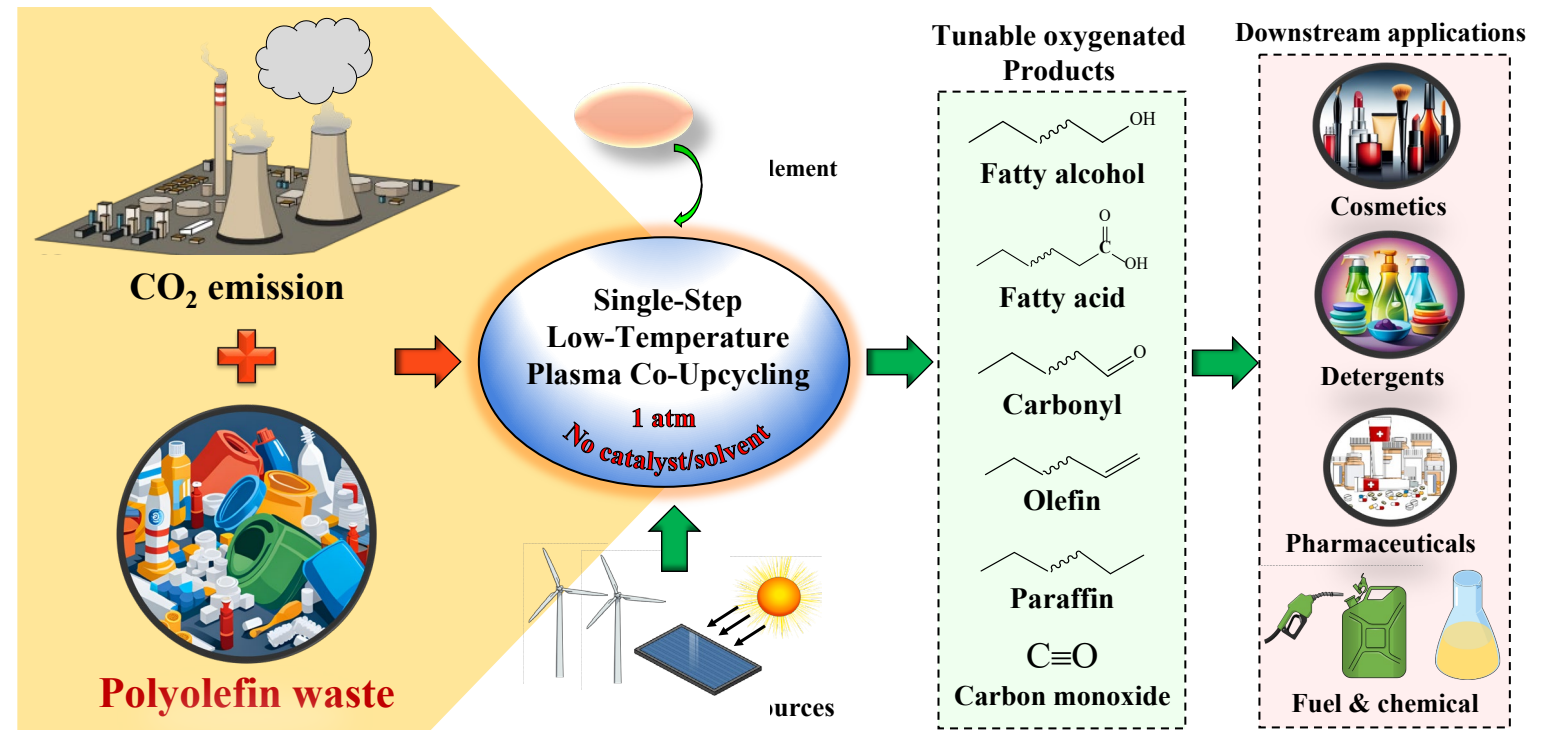 CO₂ emission
Polyolefin waste
lement
Single-Step
Low-Temperature
Plasma Co-Upcycling
1 atm
No catalyst/solvent
ources
Tunable oxygenated
Products
OH
Fatty alcohol
O
C
OH
Fatty acid
O
Carbonyl
Olefin
Paraffin
C≡O
Carbon monoxide
Downstream applications
Cosmetics
Detergents
Pharmaceuticals
Fuel & chemical